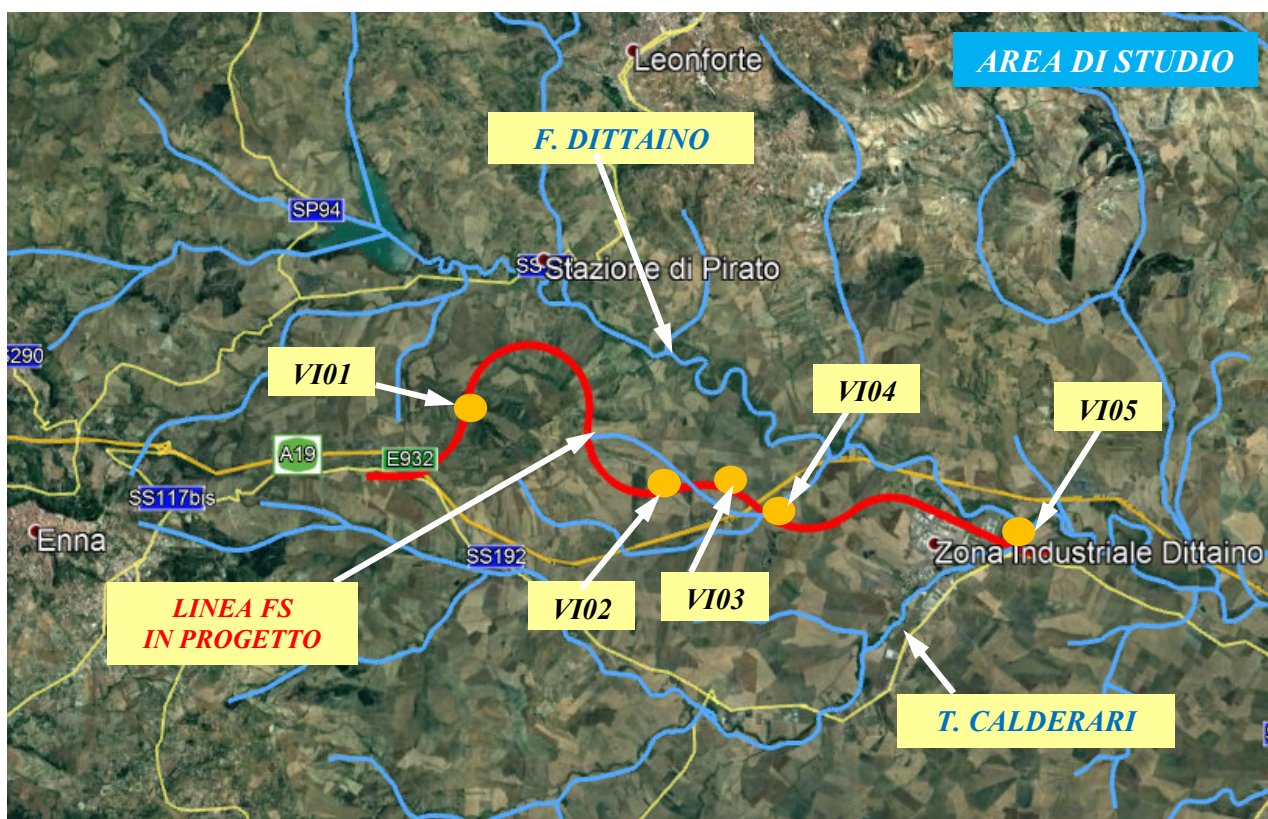 Leonforte
AREA DI STUDIO
F. DITTAINO
SP94
SS
Stazione di Pirato
S290
VI01
VI04
VI05
A19
E932
SS117bis
Enna
SS192
Zona Industriale Dittaino
LINEA FS
IN PROGETTO
VI02
VI03
T. CALDERARI